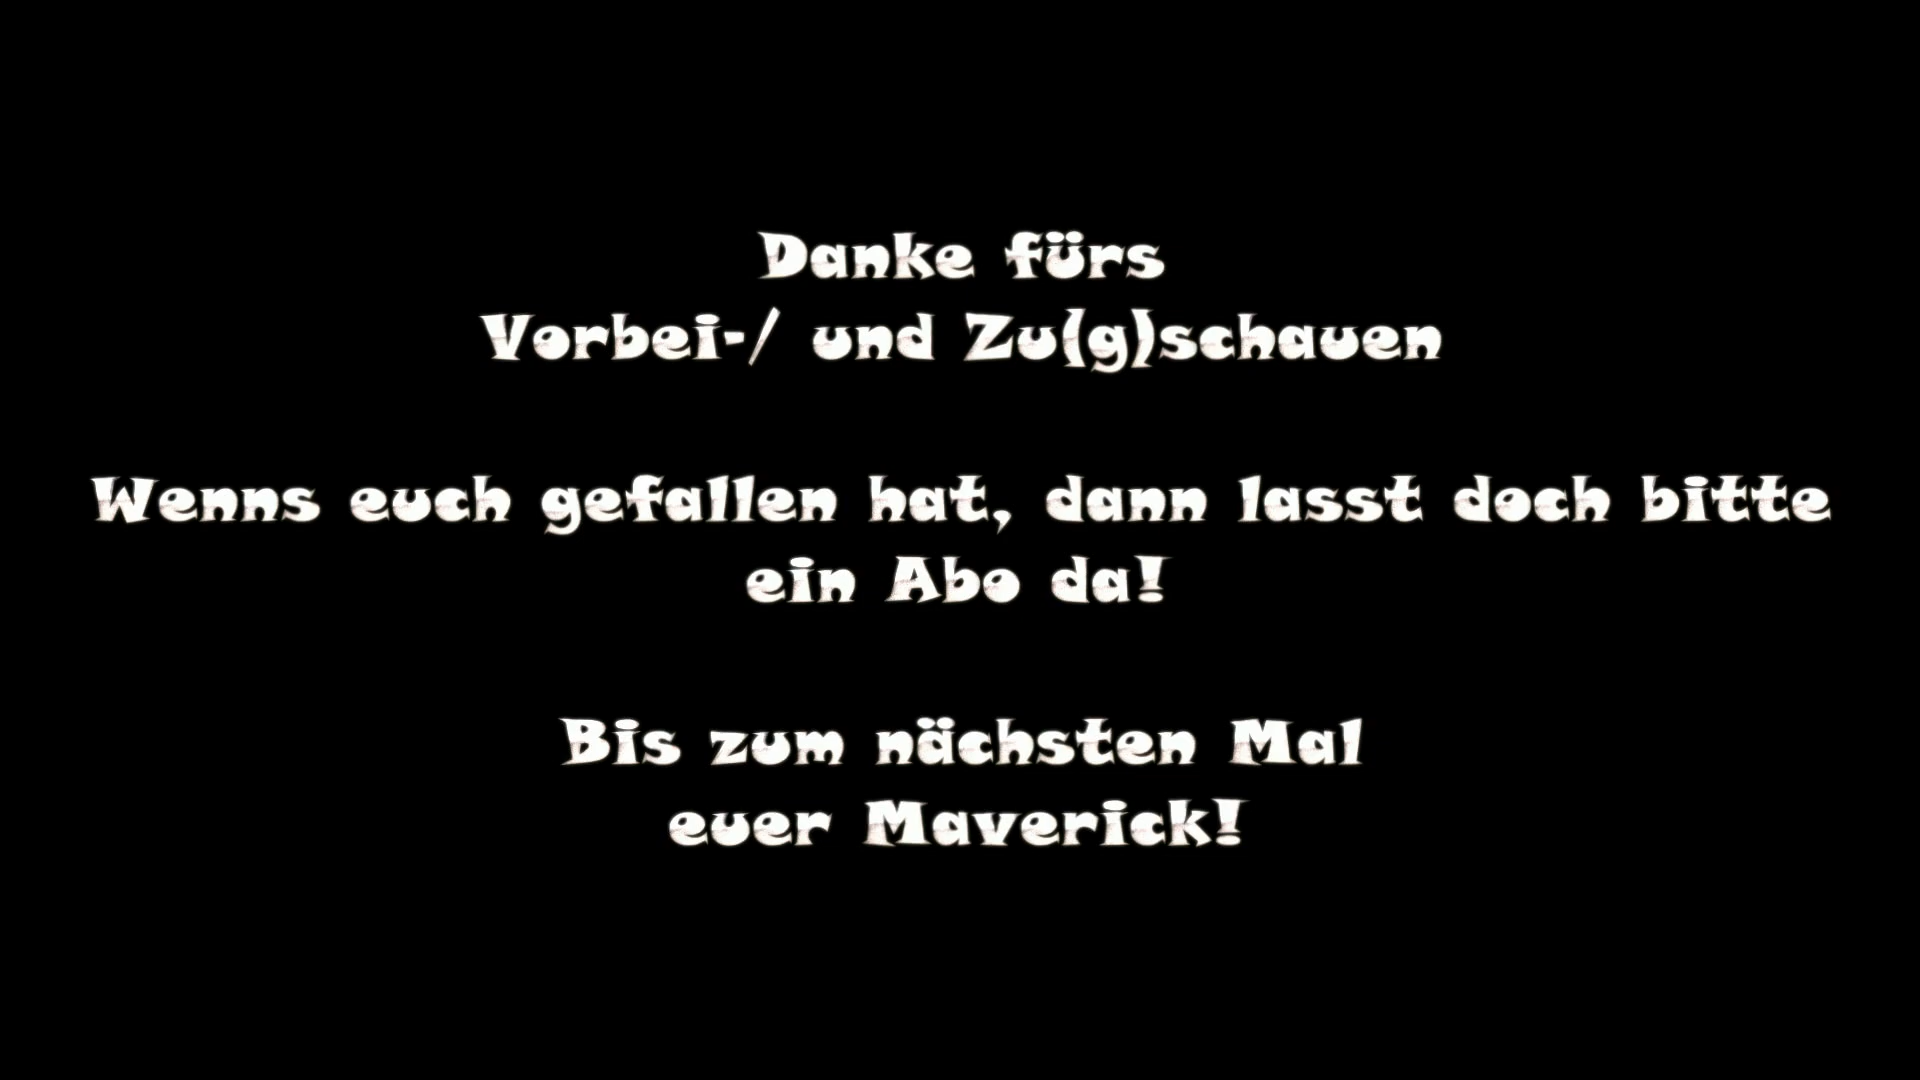 Danke fürs
Vorbei-/ und Zu(g)schauen
Wenns euch gefallen hat, dann lasst doch bitte
ein Abo da!
Bis zum nächsten Mal
euer Maverick!